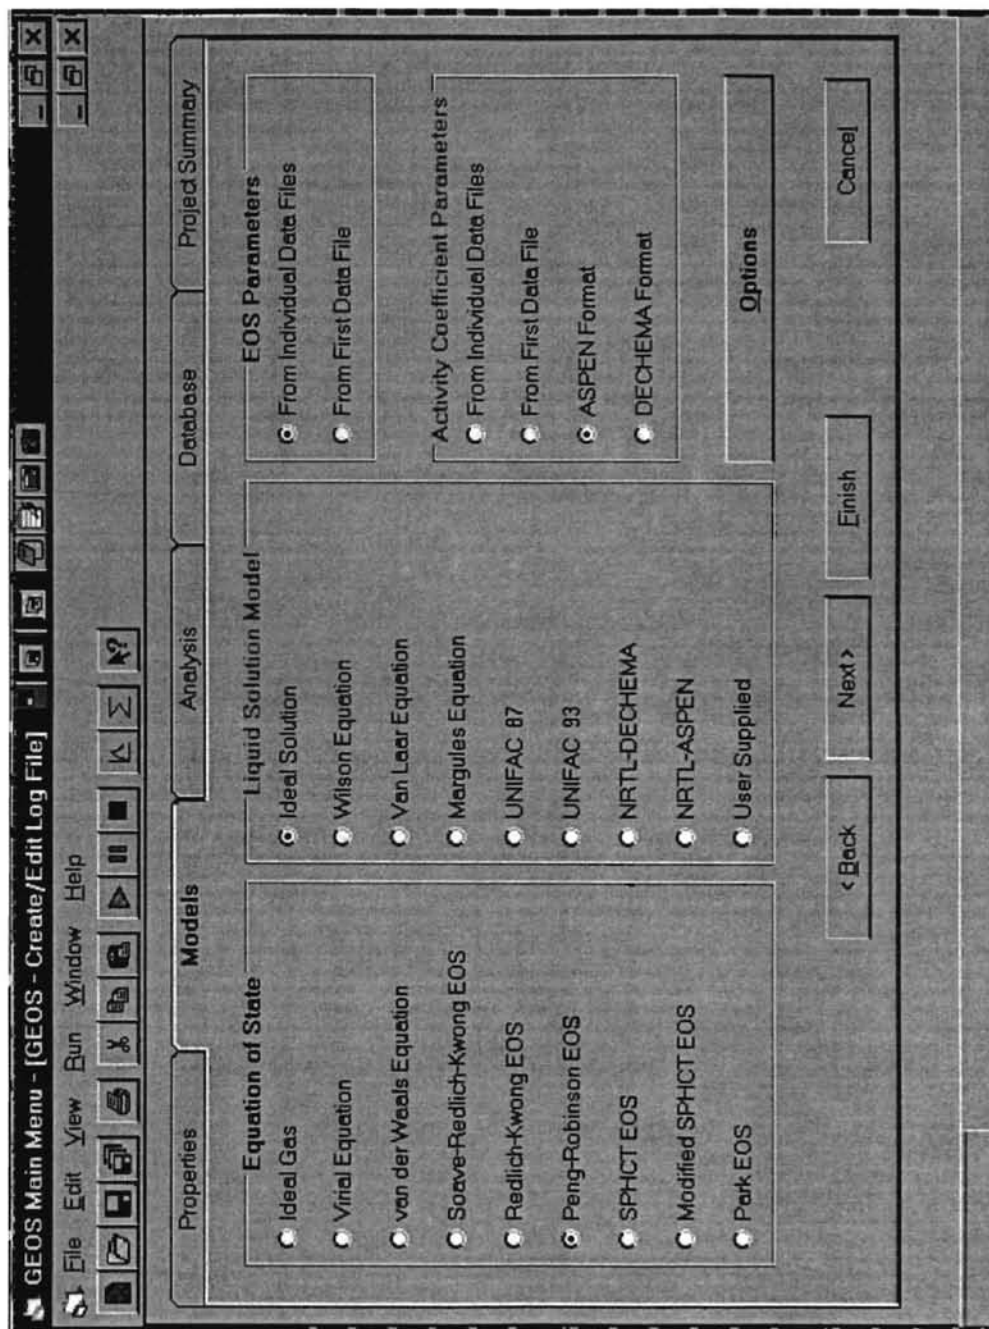 GEOS Main Menu - [GEOS - Create/Edit Log File]
File Edit View Run Window Help
Properties Models Analysis Database Project Summary
Equation of State
Ideal Gas
Virial Equation
van der Waals Equation
Soave-Redlich-Kwong EOS
Redlich-Kwong EOS
Peng-Robinson EOS
SPHCT EOS
Modified SPHCT EOS
Park EOS
Liquid Solution Model
Ideal Solution
Wilson Equation
Van Laar Equation
Margules Equation
UNIFAC 87
UNIFAC 93
NRTL-DECHEMA
NRTL-ASPEN
User Supplied
EOS Parameters
From Individual Data Files
From First Data File
Activity Coefficient Parameters
From Individual Data Files
From First Data File
ASPEN Format
DECHEMA Format
Options
< Back Next > Finish Cancel